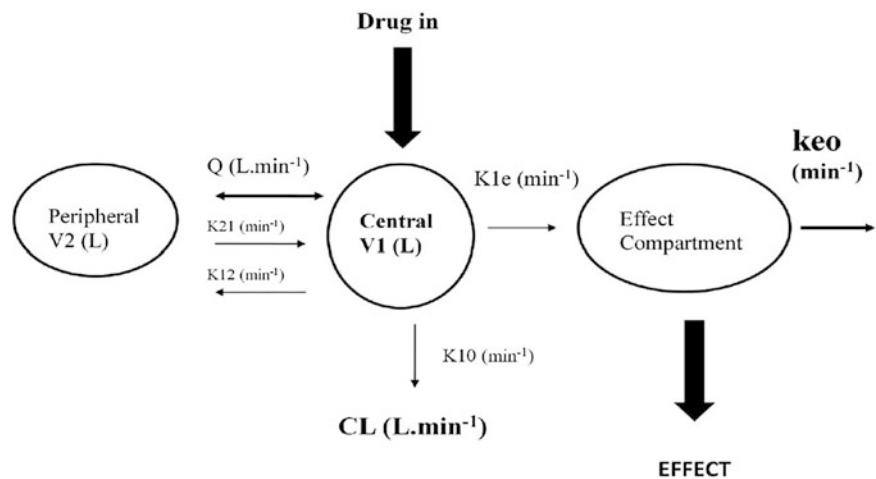 Drug in
keo
(min⁻¹)
Q (L.min⁻¹)
K1e (min⁻¹)
Peripheral
V2 (L)
K21 (min⁻¹)
Central
V1 (L)
Effect
Compartment
K12 (min⁻¹)
K10 (min⁻¹)
CL (L.min⁻¹)
EFFECT